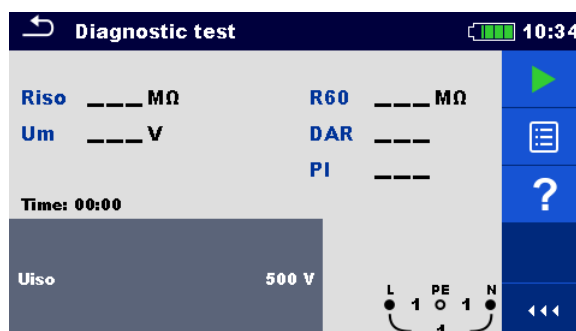 Diagnostic test 10:34
Riso ___ MΩ R60 ___ MΩ
Um ___ V DAR ___
PI ___
Time: 00:00
?
Uiso 500 V
L PE N
1 1
1